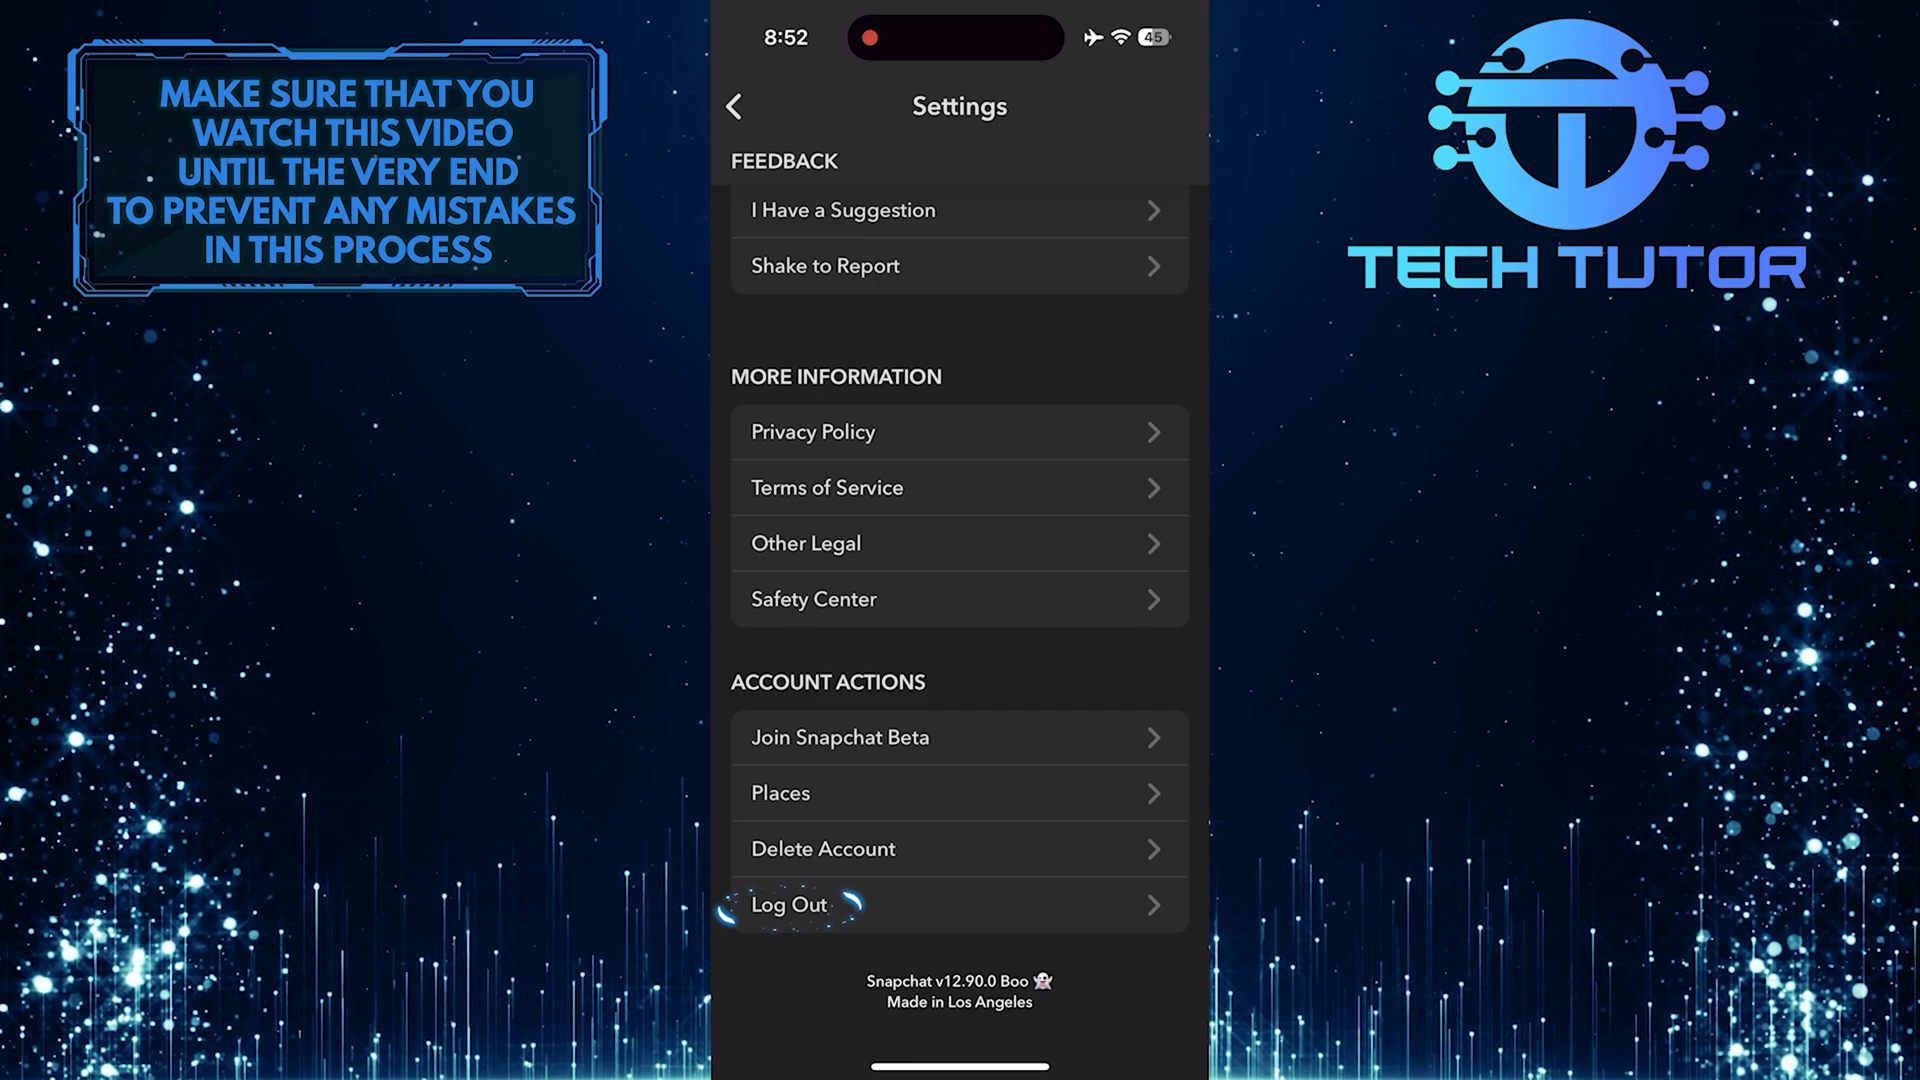 MAKE SURE THAT YOU
WATCH THIS VIDEO
UNTIL THE VERY END
TO PREVENT ANY MISTAKES
IN THIS PROCESS
8:52
45
Settings
FEEDBACK
I Have a Suggestion
Shake to Report
MORE INFORMATION
Privacy Policy
Terms of Service
Other Legal
Safety Center
ACCOUNT ACTIONS
Join Snapchat Beta
Places
Delete Account
Log Out
Snapchat v12.90.0 Boo 👻
Made in Los Angeles
TECH TUTOR